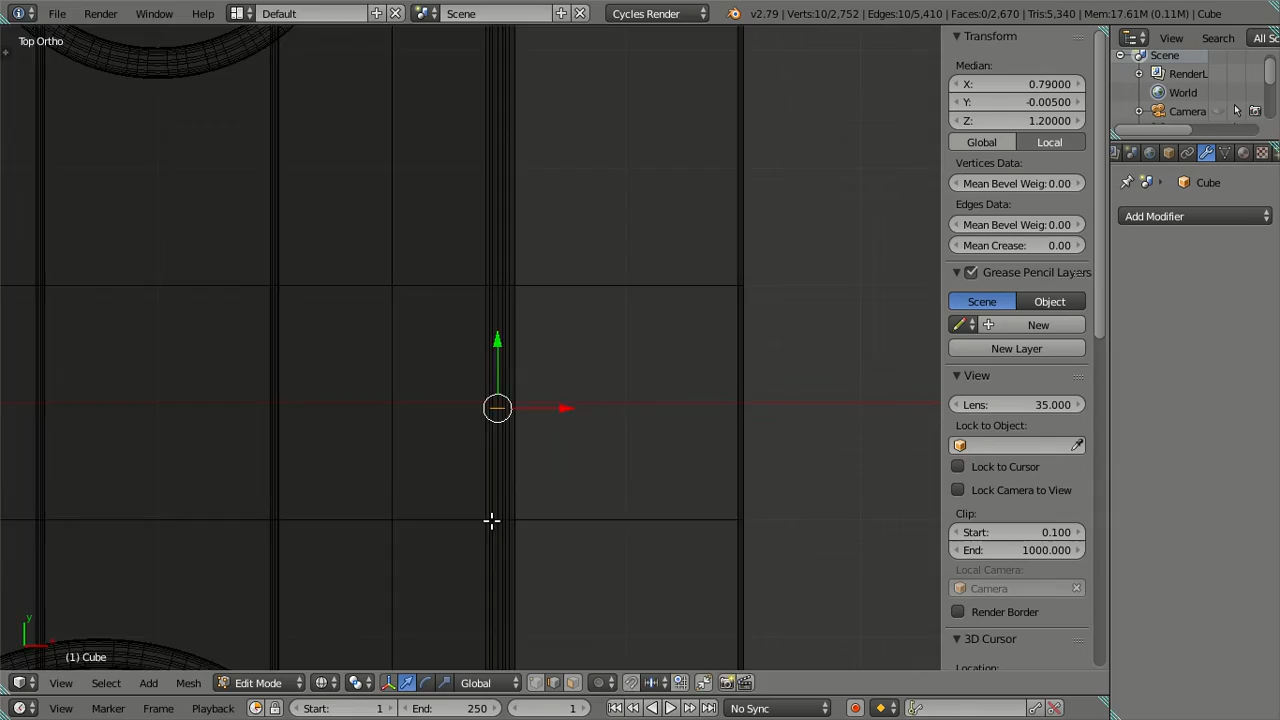 File Render Window Help Default Scene Cycles Render v2.79 | Verts:10/2,752 | Edges:10/5,410 | Faces:0/2,670 | Tris:5,340 | Mem:17.61M (0.11M) | Cube
Top Ortho
Transform
Median:
X: 0.79000
Y: -0.00500
Z: 1.20000
Global Local
Vertices Data:
Mean Bevel Weig: 0.00
Edges Data:
Mean Bevel Weig: 0.00
Mean Crease: 0.00
Grease Pencil Layers
Scene Object
New
New Layer
View
Lens: 35.000
Lock to Object:
Lock to Cursor
Lock Camera to View
Clip:
Start: 0.100
End: 1000.000
Local Camera:
Camera
Render Border
3D Cursor
Location:
View Search All Sc
Scene
RenderL
World
Camera
Cube
Add Modifier
y
(1) Cube
View Select Add Mesh Edit Mode Global
View Marker Frame Playback Start: 1 End: 250 1 No Sync